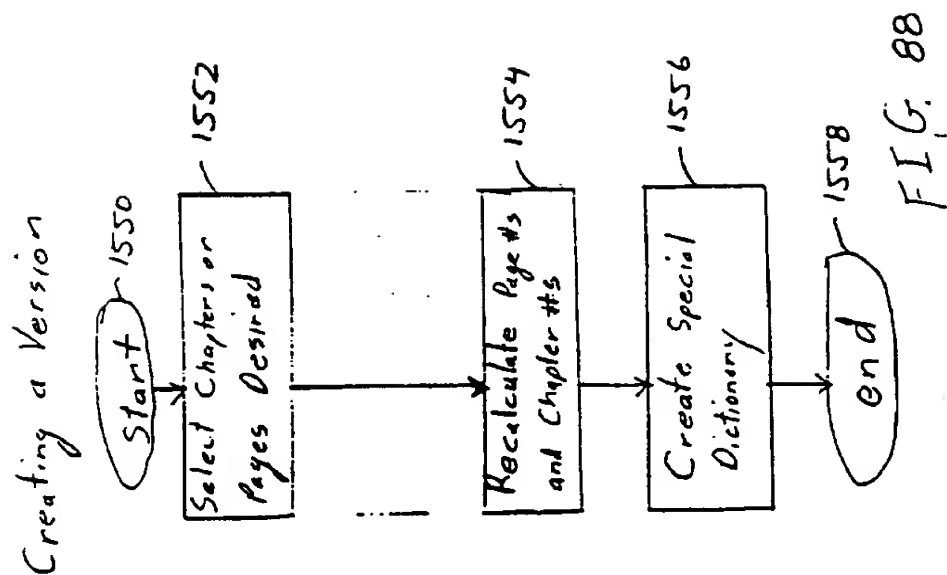 Creating a Version
start
1550
Select Chapters or
Pages Desired
1552
Recalculate Page #s
and Chapter #s
1554
Create Special
Dictionary
1556
end
1558
FIG. 88